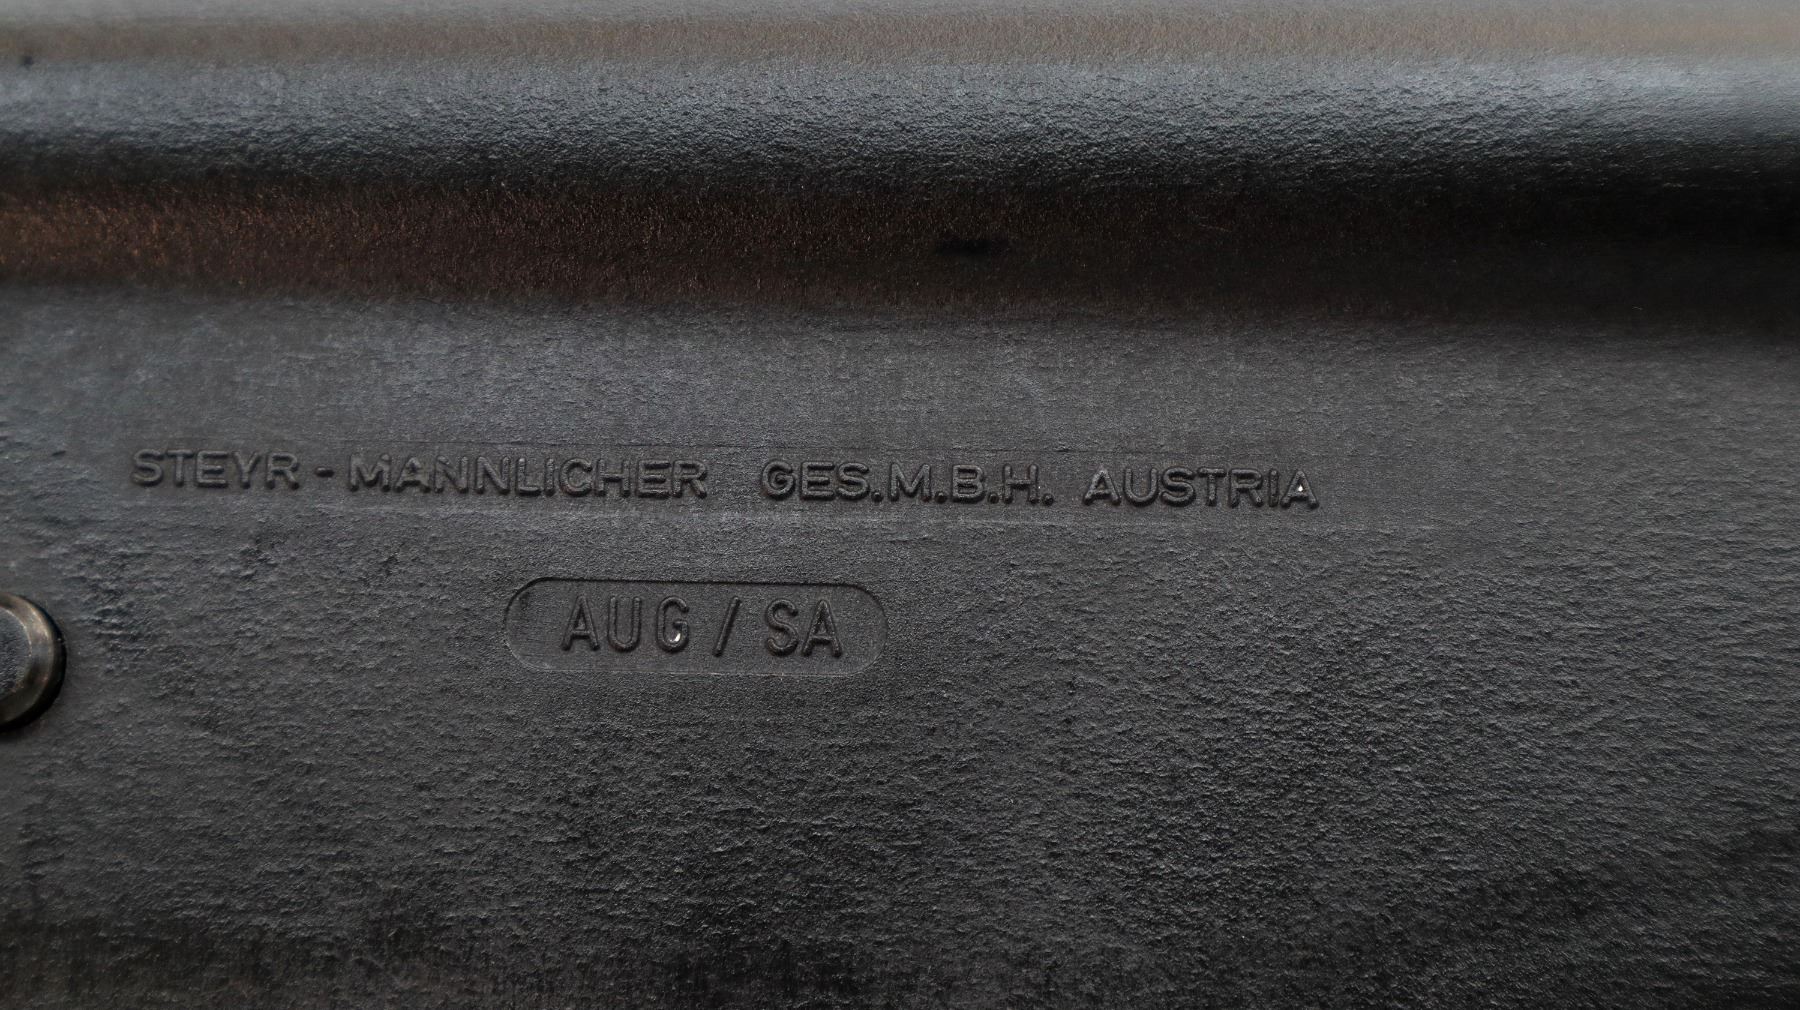 STEYR - MANNLICHER GES.M.B.H. AUSTRIA
AUG / SA